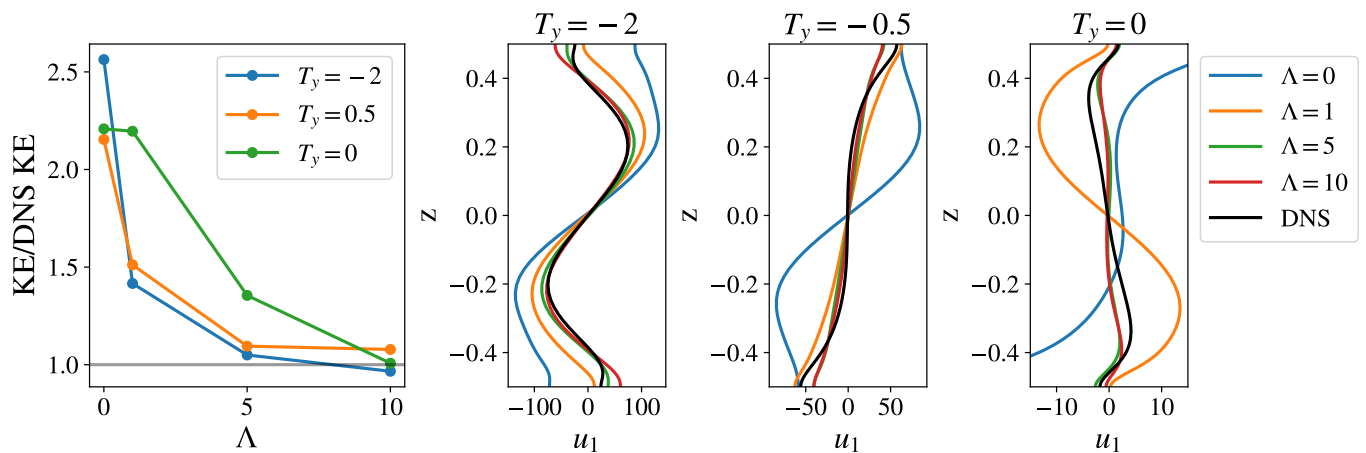 KE/DNS KE
2.5
2.0
1.5
1.0
0
5
10
Λ
T_y = −2
T_y = 0.5
T_y = 0
T_y = −2
z
0.4
0.2
0.0
−0.2
−0.4
−100
0
100
u_1
T_y = −0.5
z
0.4
0.2
0.0
−0.2
−0.4
−50
0
50
u_1
T_y = 0
z
0.4
0.2
0.0
−0.2
−0.4
−10
0
10
u_1
Λ = 0
Λ = 1
Λ = 5
Λ = 10
DNS